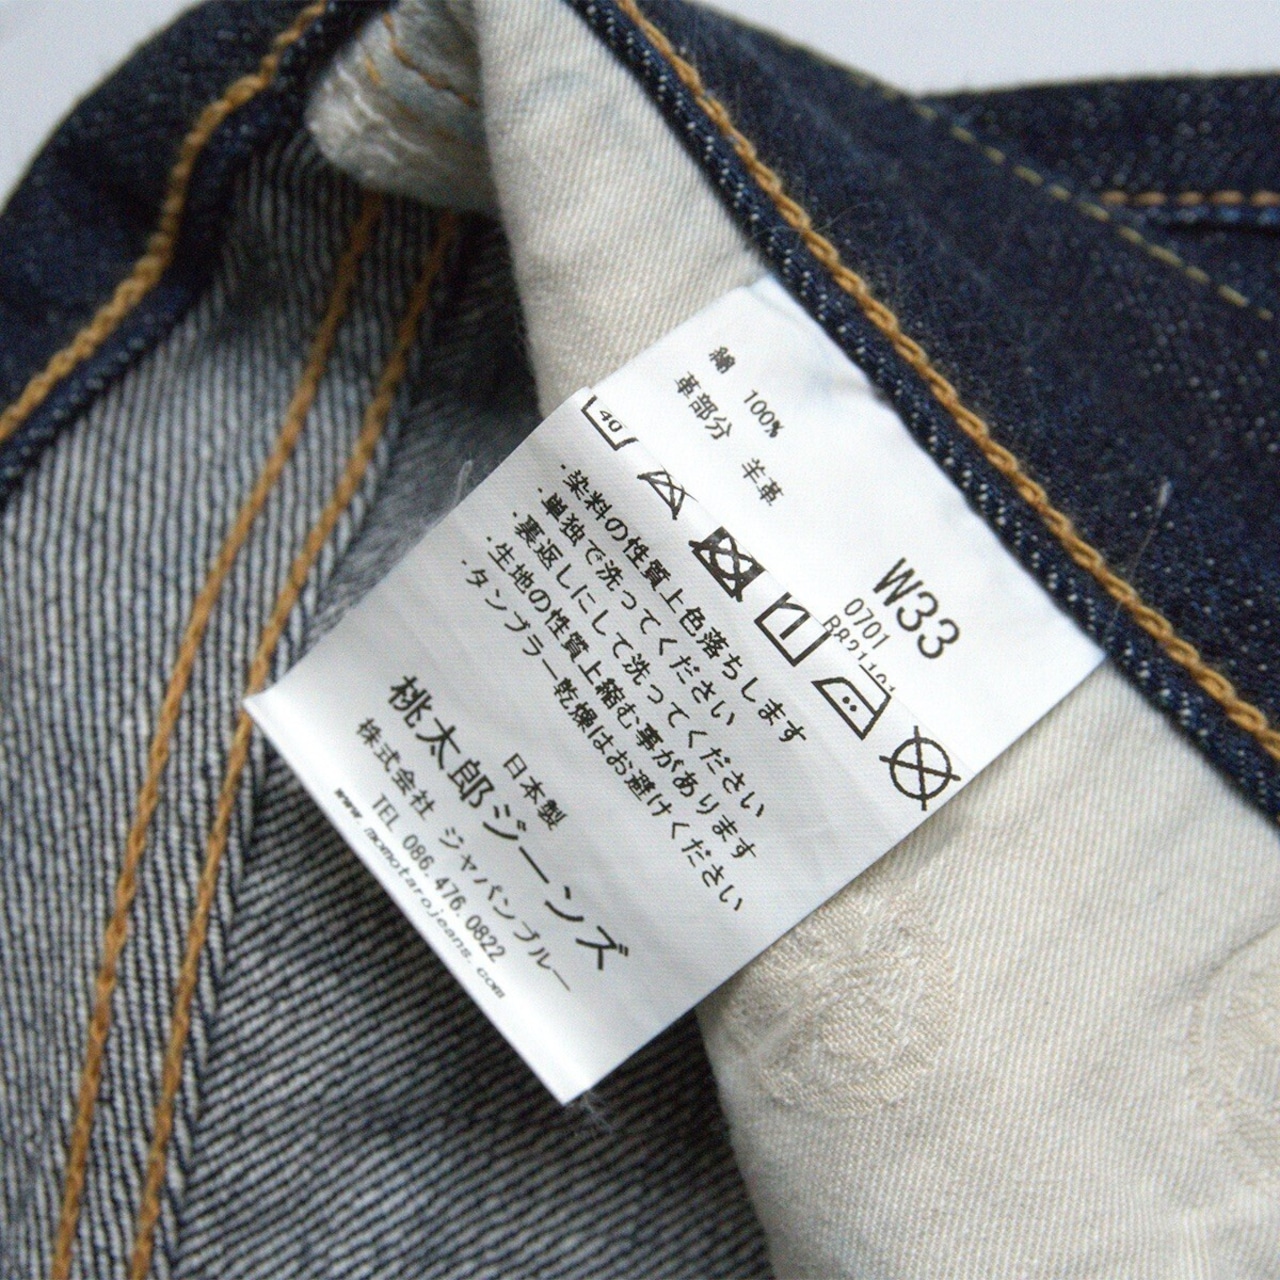 綿 100%
革部分 羊革
W33
0701
40
・染料の性質上色落ちします
・単独で洗ってください
・裏返しにして洗ってください
・生地の性質上縮む事があります
・タンブラー乾燥はお避けください
日本製
桃太郎ジーンズ
株式会社 ジャパンブルー
TEL 086.476.0822
www.momotarojeans.com